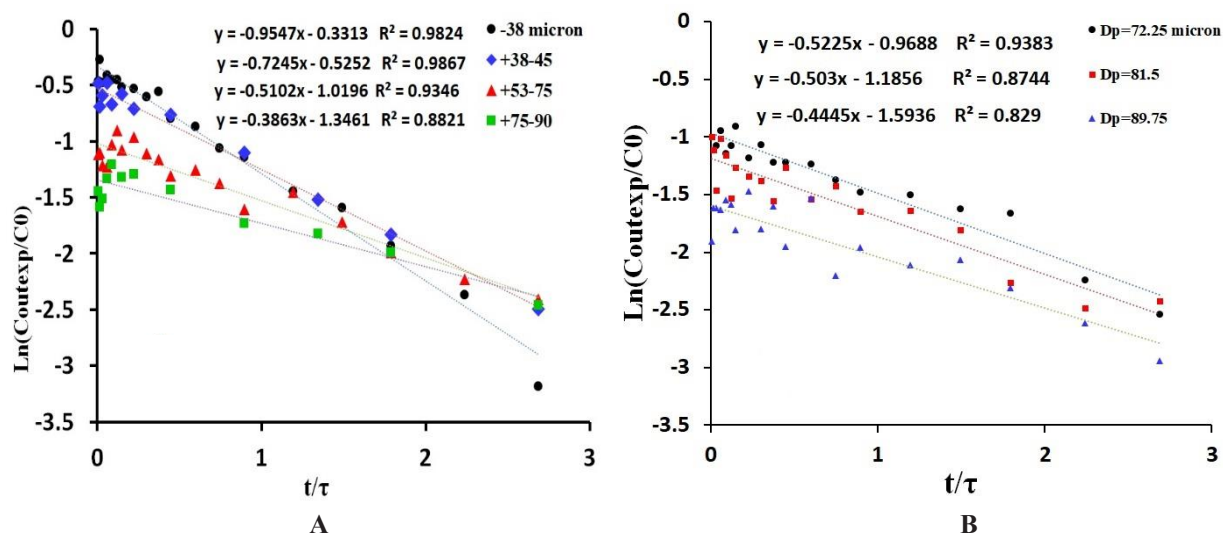 y = -0.9547x - 0.3313 R² = 0.9824
y = -0.7245x - 0.5252 R² = 0.9867
y = -0.5102x - 1.0196 R² = 0.9346
y = -0.3863x - 1.3461 R² = 0.8821
-38 micron
+38-45
+53-75
+75-90
0
-0.5
-1
-1.5
-2
-2.5
-3
-3.5
Ln(Coutexp/C0)
0 1 2 3
t/τ
A
y = -0.5225x - 0.9688 R² = 0.9383
y = -0.503x - 1.1856 R² = 0.8744
y = -0.4445x - 1.5936 R² = 0.829
Dp=72.25 micron
Dp=81.5
Dp=89.75
0
-0.5
-1
-1.5
-2
-2.5
-3
-3.5
Ln(Coutexp/C0)
0 1 2 3
t/τ
B